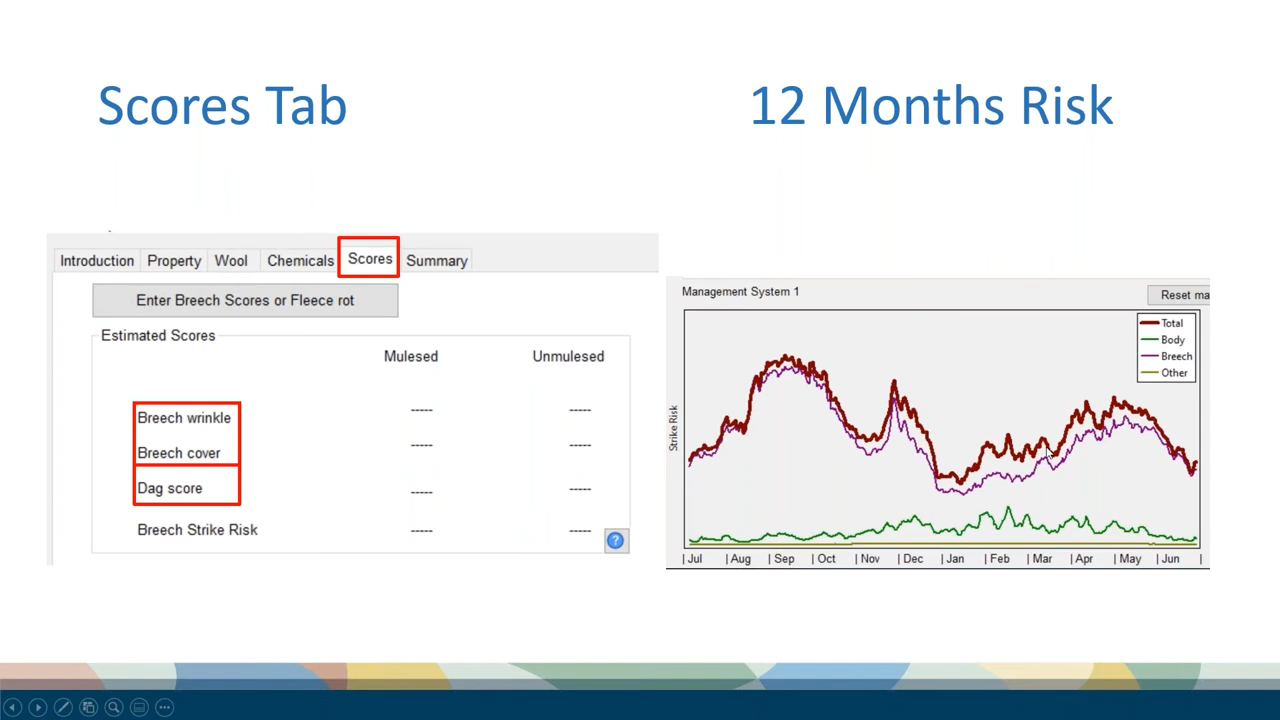 Scores Tab
12 Months Risk
Introduction
Property
Wool
Chemicals
Scores
Summary
Enter Breech Scores or Fleece rot
Estimated Scores
Mulesed
Unmulesed
Breech wrinkle ----- -----
Breech cover ----- -----
Dag score ----- -----
Breech Strike Risk ----- -----
?
Management System 1
Reset ma
Total
Body
Breech
Other
Strike Risk
| Jul | Aug | Sep | Oct | Nov | Dec | Jan | Feb | Mar | Apr | May | Jun |